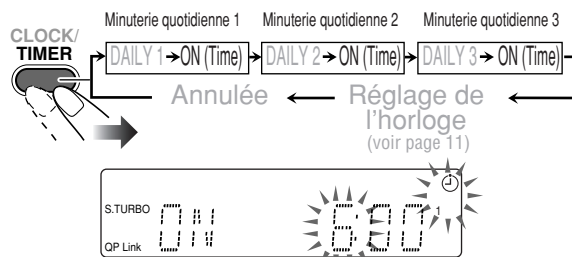 Minuterie quotidienne 1 Minuterie quotidienne 2 Minuterie quotidienne 3
CLOCK/
TIMER
DAILY 1 ON (Time) DAILY 2 ON (Time) DAILY 3 ON (Time)
Annulée Réglage de
l'horloge
(voir page 11)
S.TURBO
ON 6:00 1
QP Link